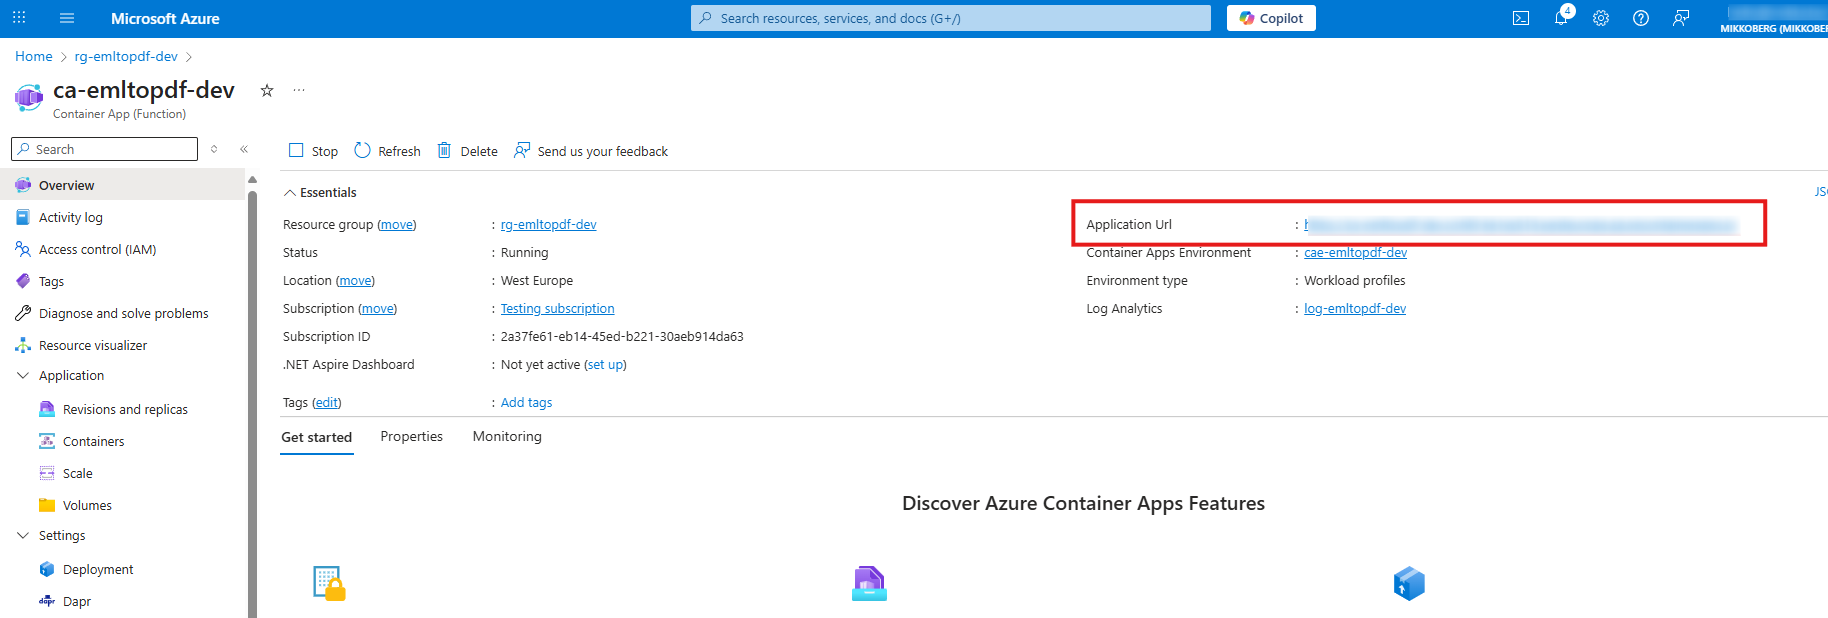 Microsoft Azure
Search resources, services, and docs (G+/)
Copilot
4
MIKKOBERG (MIKKOBER
Home > rg-emltopdf-dev >
ca-emltopdf-dev
Container App (Function)
Search
Stop Refresh Delete Send us your feedback
Overview
Activity log
Access control (IAM)
Tags
Diagnose and solve problems
Resource visualizer
Application
Revisions and replicas
Containers
Scale
Volumes
Settings
Deployment
dapr Dapr
Essentials
JS
Resource group (move) : rg-emltopdf-dev
Status : Running
Location (move) : West Europe
Subscription (move) : Testing subscription
Subscription ID : 2a37fe61-eb14-45ed-b221-30aeb914da63
.NET Aspire Dashboard : Not yet active (set up)
Tags (edit) : Add tags
Application Url :
Container Apps Environment : cae-emltopdf-dev
Environment type : Workload profiles
Log Analytics : log-emltopdf-dev
Get started Properties Monitoring
Discover Azure Container Apps Features